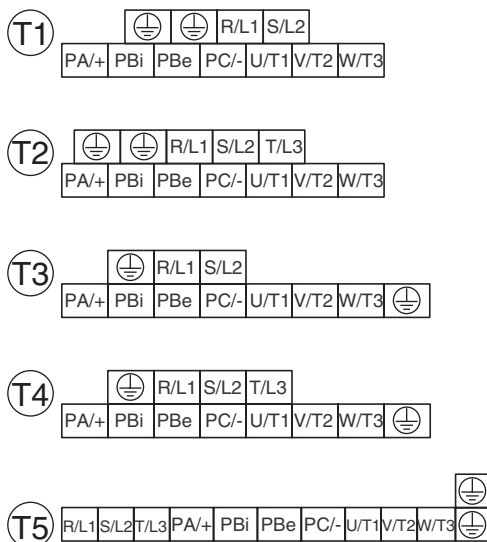 T1
R/L1 S/L2
PA/+ PBi PBe PC/- U/T1 V/T2 W/T3
T2
R/L1 S/L2 T/L3
PA/+ PBi PBe PC/- U/T1 V/T2 W/T3
T3
R/L1 S/L2
PA/+ PBi PBe PC/- U/T1 V/T2 W/T3
T4
R/L1 S/L2 T/L3
PA/+ PBi PBe PC/- U/T1 V/T2 W/T3
T5
R/L1 S/L2 T/L3 PA/+ PBi PBe PC/- U/T1 V/T2 W/T3